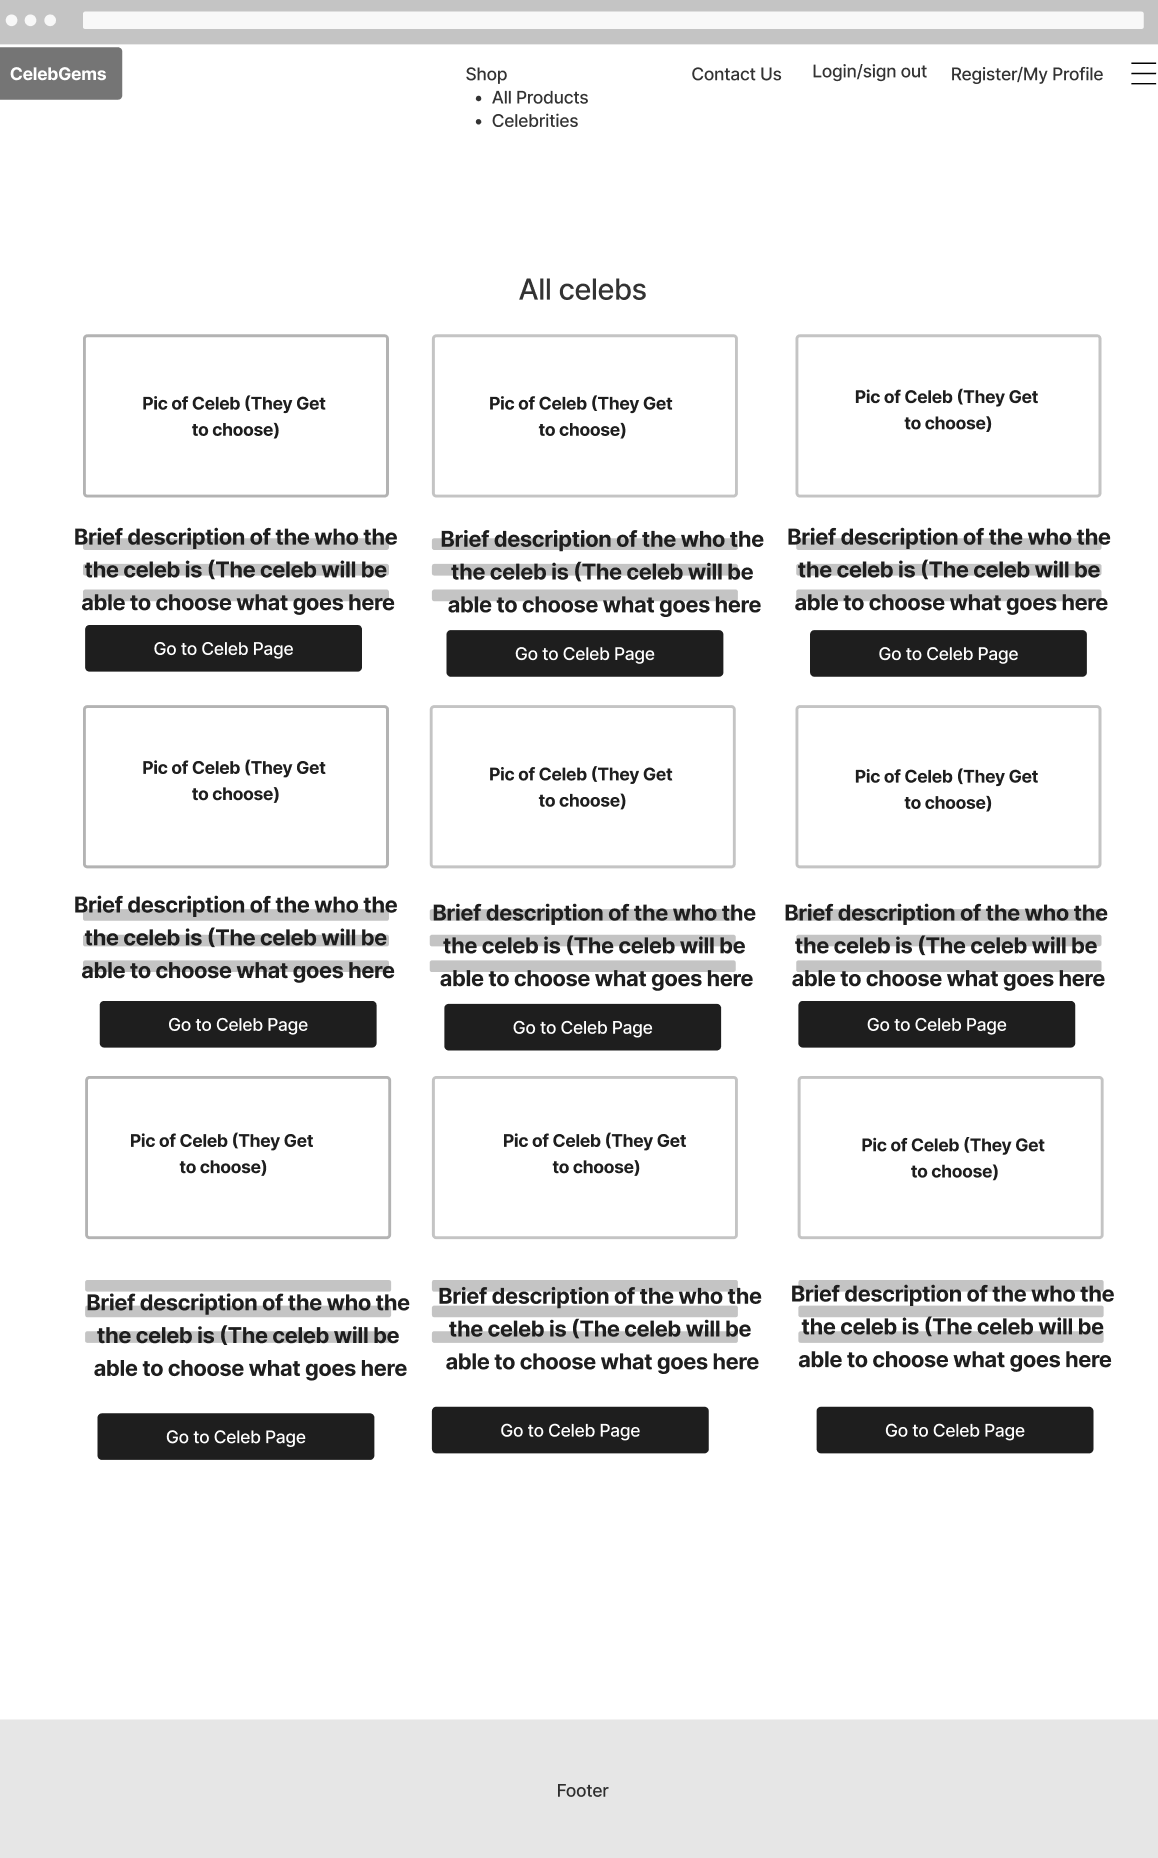 CelebGems
Shop
• All Products
• Celebrities
Contact Us
Login/sign out
Register/My Profile
All celebs
Pic of Celeb (They Get
to choose)
Pic of Celeb (They Get
to choose)
Pic of Celeb (They Get
to choose)
Brief description of the who the
the celeb is (The celeb will be
able to choose what goes here
Brief description of the who the
the celeb is (The celeb will be
able to choose what goes here
Brief description of the who the
the celeb is (The celeb will be
able to choose what goes here
Go to Celeb Page
Go to Celeb Page
Go to Celeb Page
Pic of Celeb (They Get
to choose)
Pic of Celeb (They Get
to choose)
Pic of Celeb (They Get
to choose)
Brief description of the who the
the celeb is (The celeb will be
able to choose what goes here
Brief description of the who the
the celeb is (The celeb will be
able to choose what goes here
Brief description of the who the
the celeb is (The celeb will be
able to choose what goes here
Go to Celeb Page
Go to Celeb Page
Go to Celeb Page
Pic of Celeb (They Get
to choose)
Pic of Celeb (They Get
to choose)
Pic of Celeb (They Get
to choose)
Brief description of the who the
the celeb is (The celeb will be
able to choose what goes here
Brief description of the who the
the celeb is (The celeb will be
able to choose what goes here
Brief description of the who the
the celeb is (The celeb will be
able to choose what goes here
Go to Celeb Page
Go to Celeb Page
Go to Celeb Page
Footer